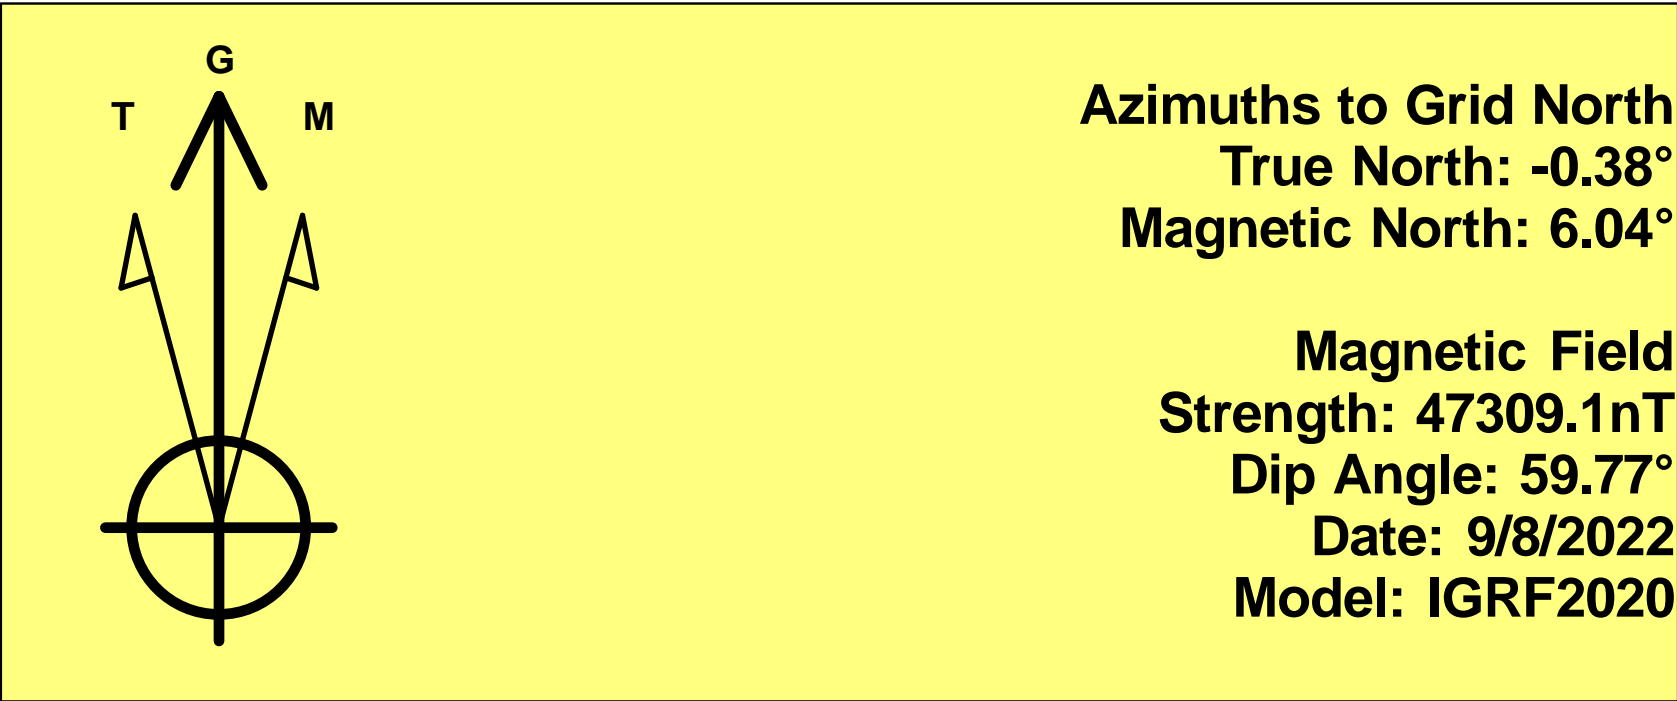 G
T M
Azimuths to Grid North
True North: -0.38°
Magnetic North: 6.04°
Magnetic Field
Strength: 47309.1nT
Dip Angle: 59.77°
Date: 9/8/2022
Model: IGRF2020